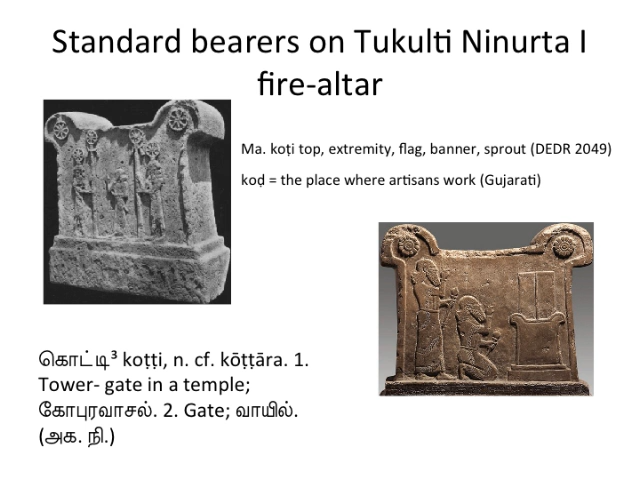 Standard bearers on Tukulti Ninurta I
fire-altar
Ma. koṭi top, extremity, flag, banner, sprout (DEDR 2049)
koḍ = the place where artisans work (Gujarati)
கொட்டி³ koṭṭi, n. cf. kōṭṭāra. 1.
Tower- gate in a temple;
கோபுரவாசல். 2. Gate; வாயில்.
(அக. நி.)